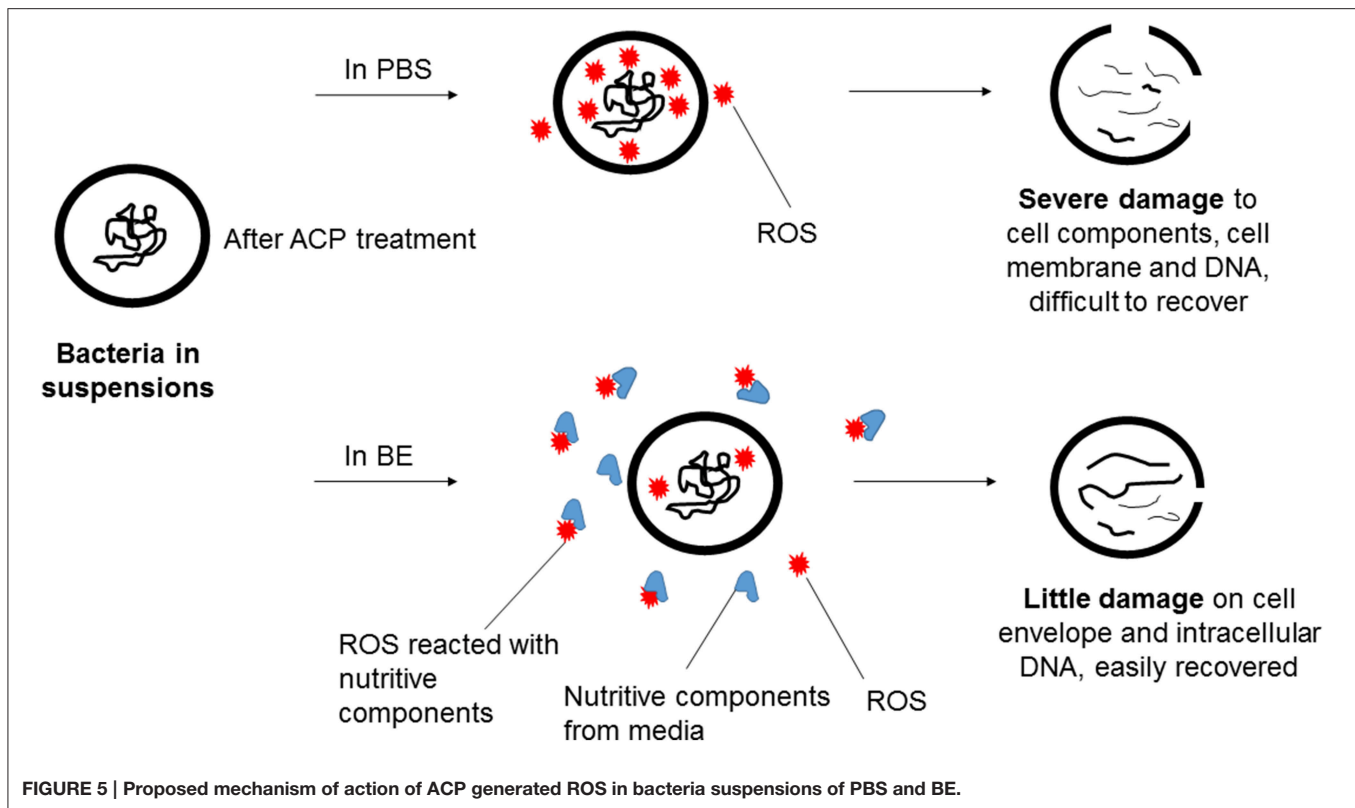 In PBS
ROS
Severe damage to
cell components, cell
membrane and DNA,
difficult to recover
After ACP treatment
Bacteria in
suspensions
In BE
ROS reacted with
nutritive
components
Nutritive components
from media
ROS
Little damage on cell
envelope and intracellular
DNA, easily recovered
FIGURE 5 | Proposed mechanism of action of ACP generated ROS in bacteria suspensions of PBS and BE.